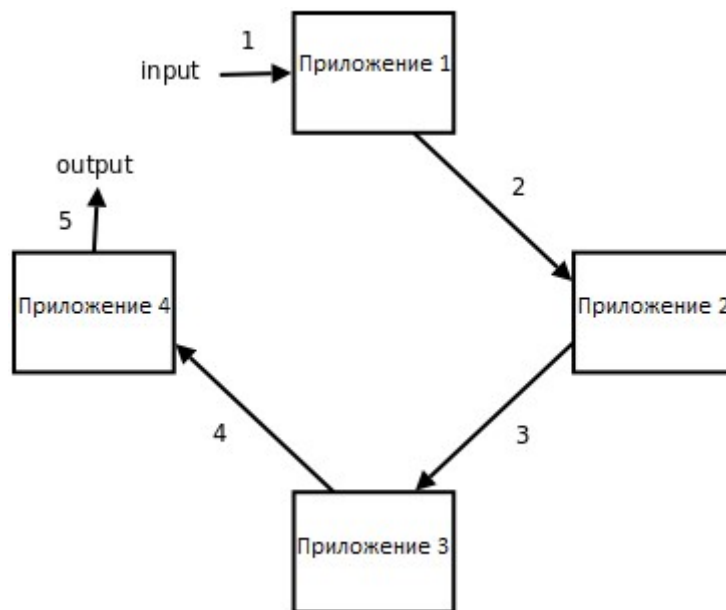 1
input
Приложение 1
2
output
5
Приложение 4
Приложение 2
4
3
Приложение 3